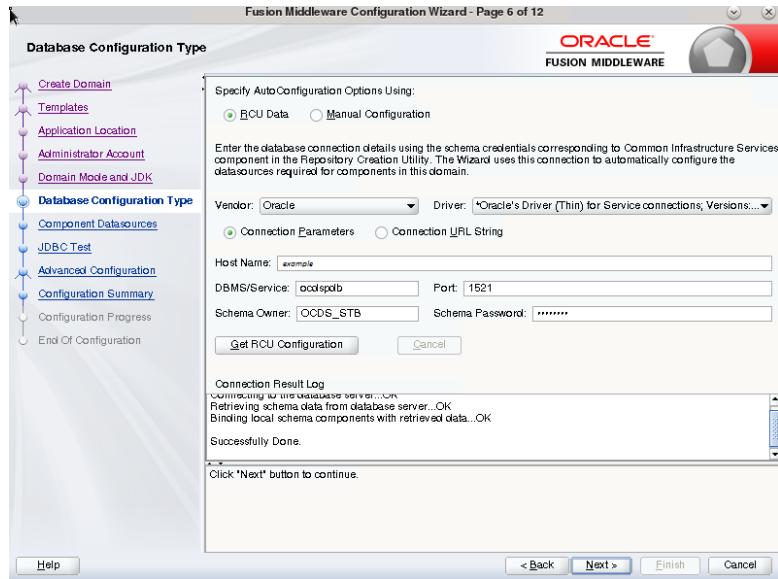 Fusion Middleware Configuration Wizard - Page 6 of 12
Database Configuration Type
ORACLE
FUSION MIDDLEWARE
Create Domain
Templates
Application Location
Administrator Account
Domain Mode and JDK
Database Configuration Type
Component Datasources
JDBC Test
Advanced Configuration
Configuration Summary
Configuration Progress
End Of Configuration
Specify AutoConfiguration Options Using:
RCU Data Manual Configuration
Enter the database connection details using the schema credentials corresponding to Common Infrastructure Services
component in the Repository Creation Utility. The Wizard uses this connection to automatically configure the
datasources required for components in this domain.
Vendor: Oracle Driver: *Oracle's Driver (Thin) for Service connections; Versions:...
Connection Parameters Connection URL String
Host Name: example
DBMS/Service: ocdspdb Port: 1521
Schema Owner: OCDS_STB Schema Password: ••••••••
Get RCU Configuration Cancel
Connection Result Log
Connecting to the database server...OK
Retrieving schema data from database server...OK
Binding local schema components with retrieved data...OK
Successfully Done.
Click "Next" button to continue.
Help < Back Next > Finish Cancel